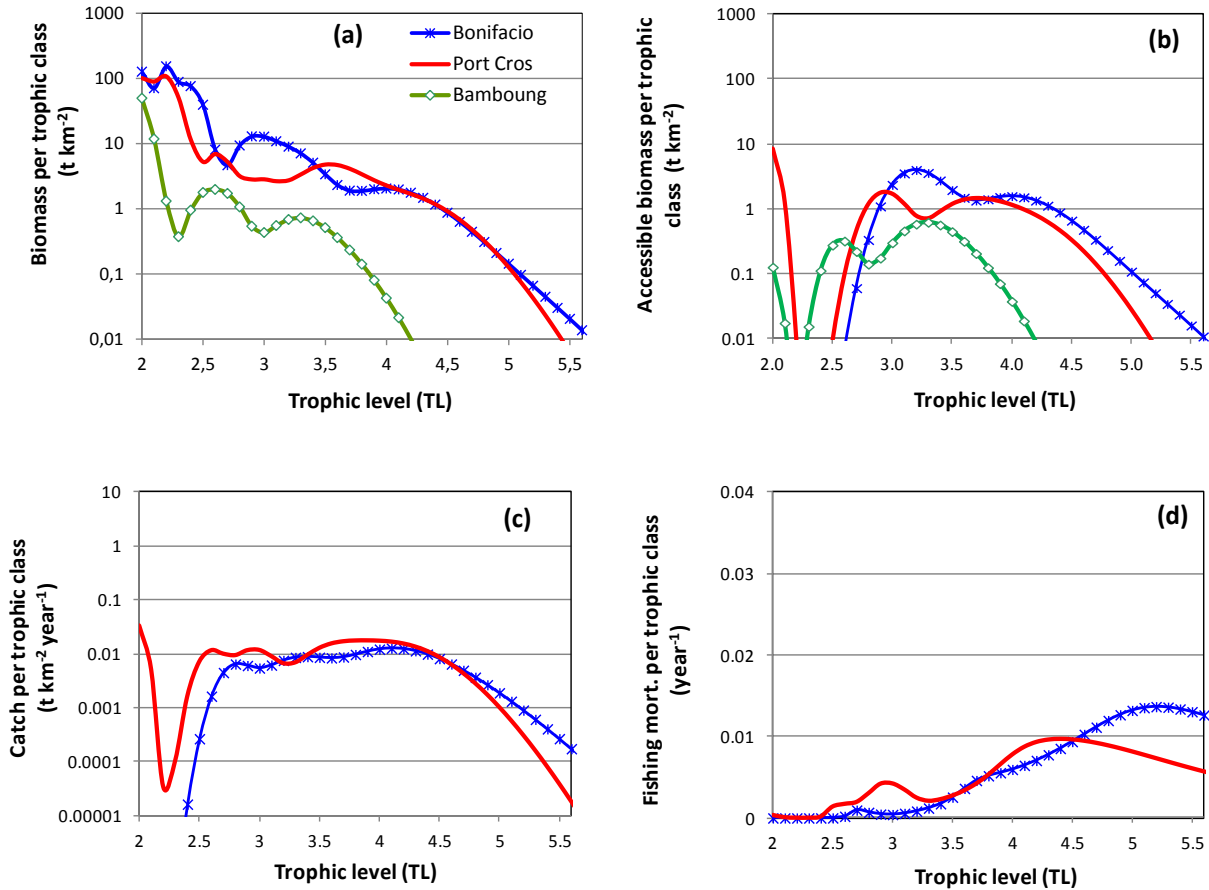 (a)
Bonifacio
Port Cros
Bamboung
1000
100
10
1
0,1
0,01
2
2,5
3
3,5
4
4,5
5
5,5
Biomass per trophic class
(t km⁻²)
Trophic level (TL)
(b)
1000
100
10
1
0.1
0.01
2.0
2.5
3.0
3.5
4.0
4.5
5.0
5.5
Accessible biomass per trophic
class (t km⁻²)
Trophic level (TL)
(c)
10
1
0.1
0.01
0.001
0.0001
0.00001
2
2.5
3
3.5
4
4.5
5
5.5
Catch per trophic class
(t km⁻² year⁻¹)
Trophic level (TL)
(d)
0.04
0.03
0.02
0.01
0
2
2.5
3
3.5
4
4.5
5
5.5
Fishing mort. per trophic class
(year⁻¹)
Trophic level (TL)